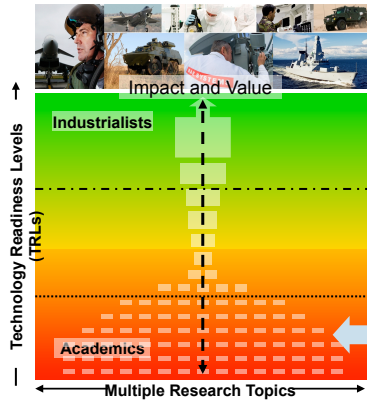 Impact and Value
Industrialists
Technology Readiness Levels
(TRLs)
Academics
Multiple Research Topics